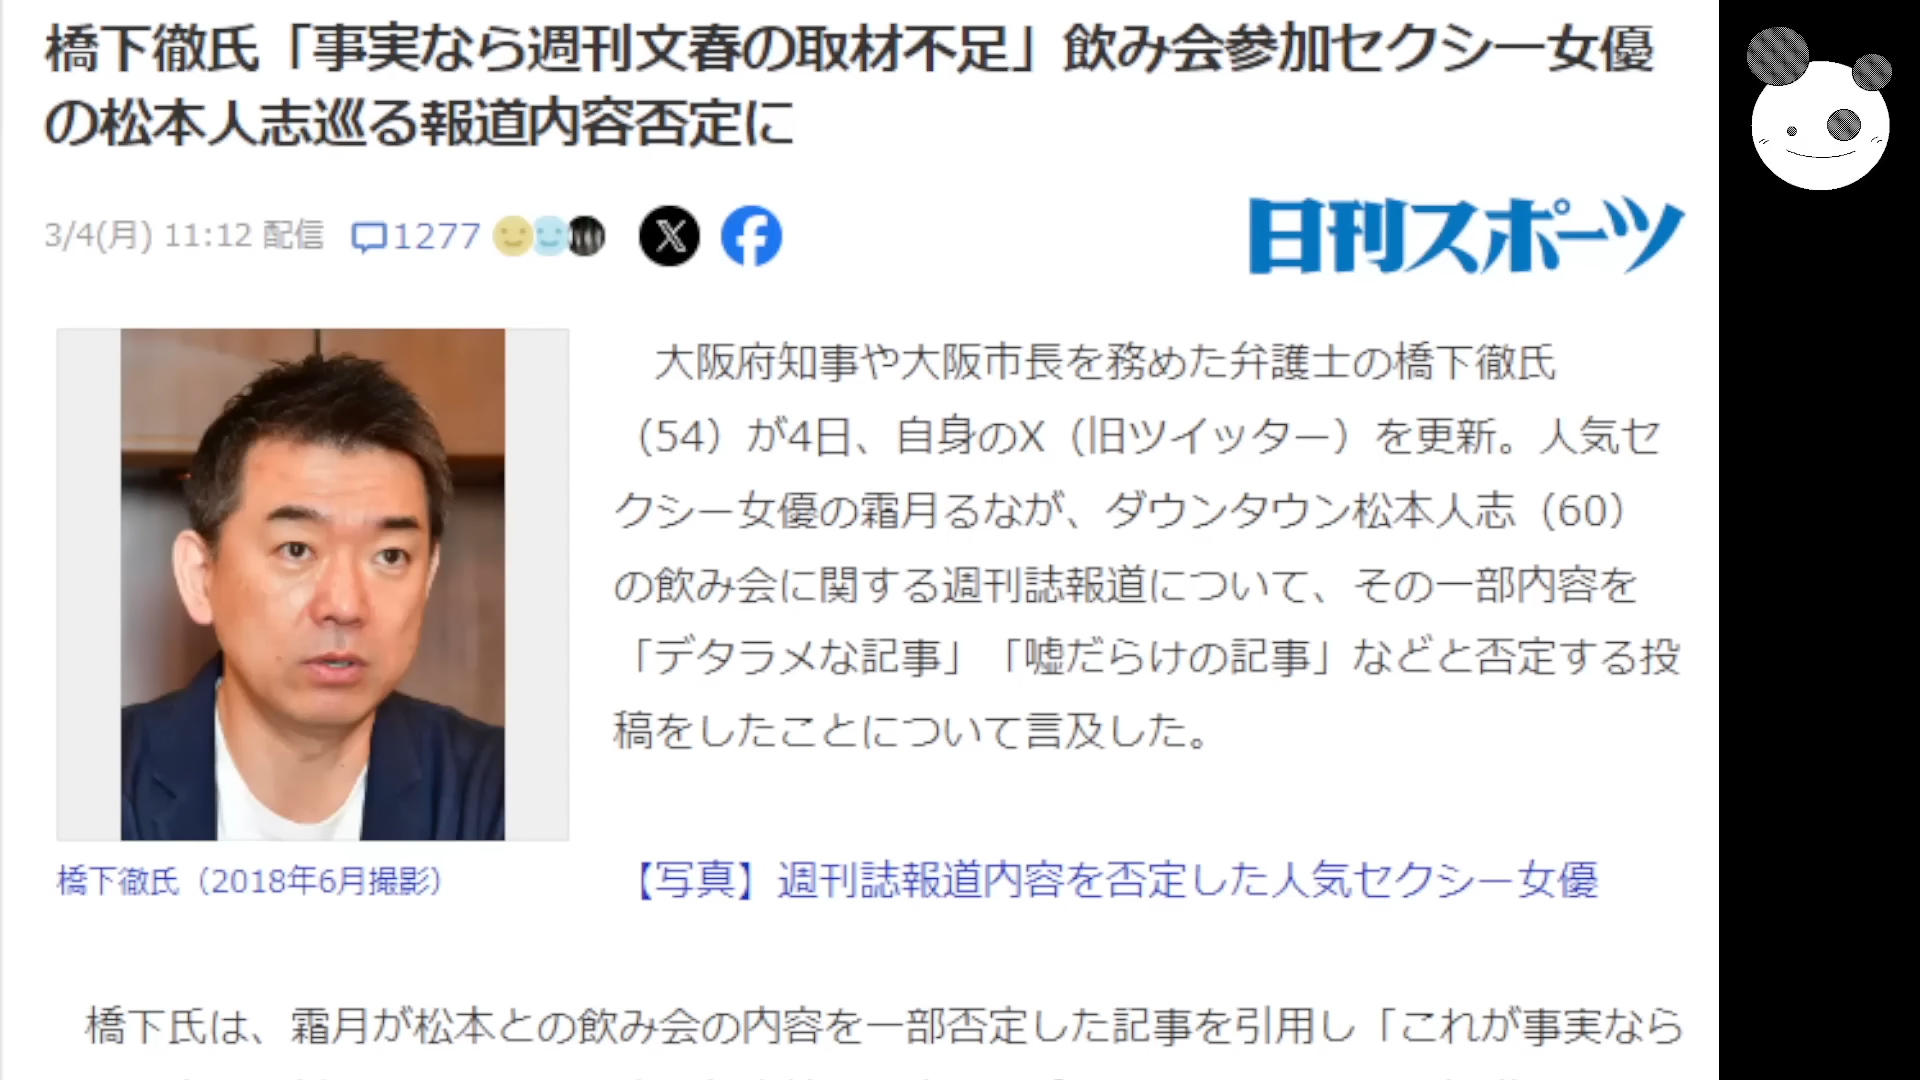 橋下徹氏「事実なら週刊文春の取材不足」飲み会参加セクシー女優
の松本人志巡る報道内容否定に
3/4(月) 11:12 配信 1277
日刊スポーツ
大阪府知事や大阪市長を務めた弁護士の橋下徹氏
（54）が4日、自身のX（旧ツイッター）を更新。人気セ
クシー女優の霜月るなが、ダウンタウン松本人志（60）
の飲み会に関する週刊誌報道について、その一部内容を
「デタラメな記事」「嘘だらけの記事」などと否定する投
稿をしたことについて言及した。
橋下徹氏（2018年6月撮影）
【写真】週刊誌報道内容を否定した人気セクシー女優
橋下氏は、霜月が松本との飲み会の内容を一部否定した記事を引用し「これが事実なら